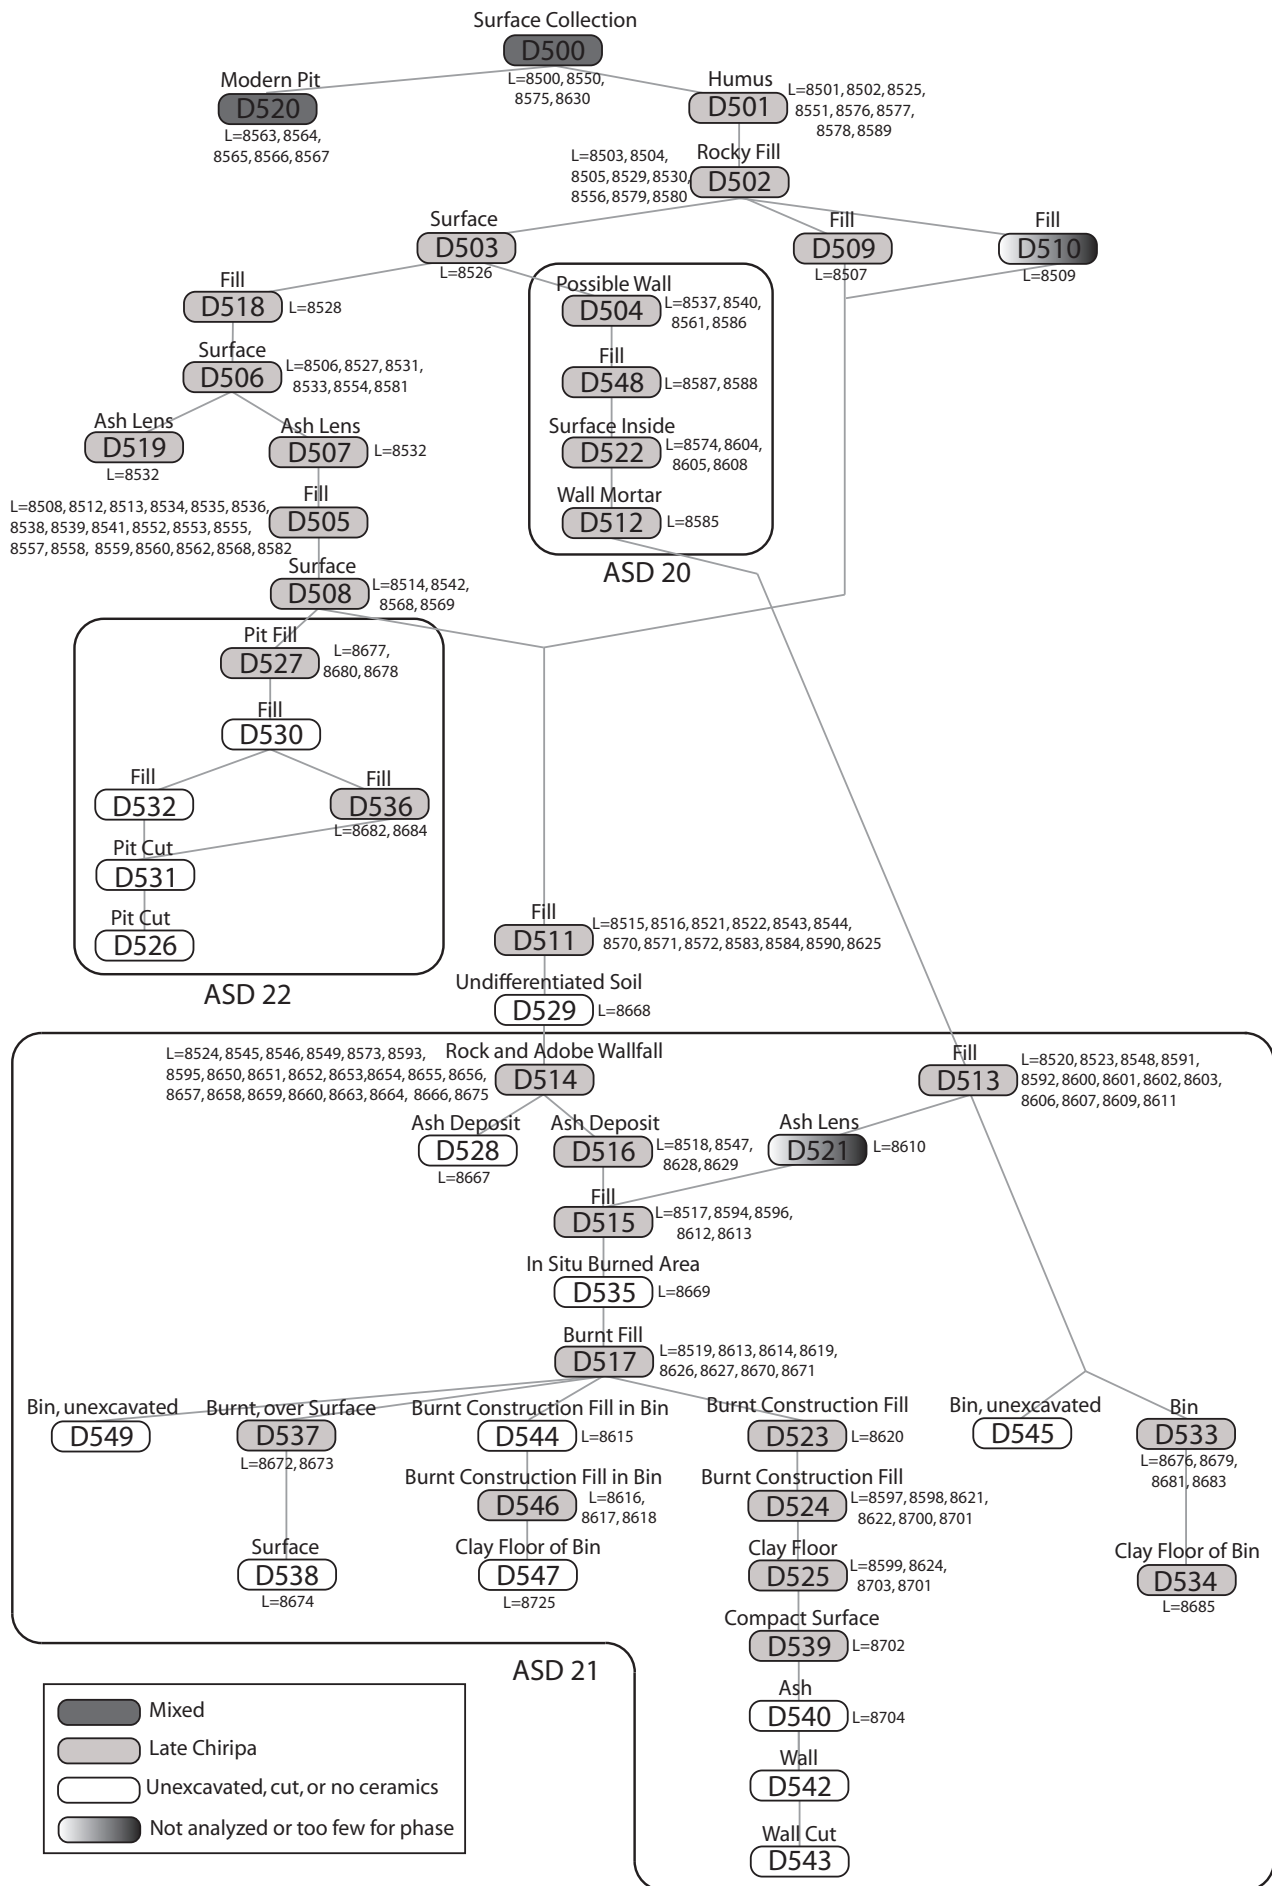 Surface Collection
D500
L=8500, 8550,
8575, 8630
Modern Pit
D520
L=8563, 8564,
8565, 8566, 8567
Humus
D501
L=8501, 8502, 8525,
8551, 8576, 8577,
8578, 8589
Rocky Fill
D502
L=8503, 8504,
8505, 8529, 8530,
8556, 8579, 8580
Surface
D503
L=8526
Fill
D509
L=8507
Fill
D510
L=8509
Fill
D518
L=8528
Surface
D506
L=8506, 8527, 8531,
8533, 8554, 8581
Ash Lens
D519
L=8532
Ash Lens
D507
L=8532
Fill
D505
L=8508, 8512, 8513, 8534, 8535, 8536,
8538, 8539, 8541, 8552, 8553, 8555,
8557, 8558, 8559, 8560, 8562, 8568, 8582
Surface
D508
L=8514, 8542,
8568, 8569
Possible Wall
D504
L=8537, 8540,
8561, 8586
Fill
D548
L=8587, 8588
Surface Inside
D522
L=8574, 8604,
8605, 8608
Wall Mortar
D512
L=8585
ASD 20
Pit Fill
D527
L=8677,
8680, 8678
Fill
D530
Fill
D532
Fill
D536
L=8682, 8684
Pit Cut
D531
Pit Cut
D526
ASD 22
Fill
D511
L=8515, 8516, 8521, 8522, 8543, 8544,
8570, 8571, 8572, 8583, 8584, 8590, 8625
Undifferentiated Soil
D529
L=8668
Rock and Adobe Wallfall
D514
L=8524, 8545, 8546, 8549, 8573, 8593,
8595, 8650, 8651, 8652, 8653, 8654, 8655, 8656,
8657, 8658, 8659, 8660, 8663, 8664, 8666, 8675
Fill
D513
L=8520, 8523, 8548, 8591,
8592, 8600, 8601, 8602, 8603,
8606, 8607, 8609, 8611
Ash Deposit
D528
L=8667
Ash Deposit
D516
L=8518, 8547,
8628, 8629
Ash Lens
D521
L=8610
Fill
D515
L=8517, 8594, 8596,
8612, 8613
In Situ Burned Area
D535
L=8669
Burnt Fill
D517
L=8519, 8613, 8614, 8619,
8626, 8627, 8670, 8671
Bin, unexcavated
D549
Burnt, over Surface
D537
L=8672, 8673
Surface
D538
L=8674
Burnt Construction Fill in Bin
D544
L=8615
Burnt Construction Fill in Bin
D546
L=8616,
8617, 8618
Clay Floor of Bin
D547
L=8725
Burnt Construction Fill
D523
L=8620
Burnt Construction Fill
D524
L=8597, 8598, 8621,
8622, 8700, 8701
Clay Floor
D525
L=8599, 8624,
8703, 8701
Compact Surface
D539
L=8702
Ash
D540
L=8704
Wall
D542
Wall Cut
D543
Bin, unexcavated
D545
Bin
D533
L=8676, 8679,
8681, 8683
Clay Floor of Bin
D534
L=8685
ASD 21
Mixed
Late Chiripa
Unexcavated, cut, or no ceramics
Not analyzed or too few for phase